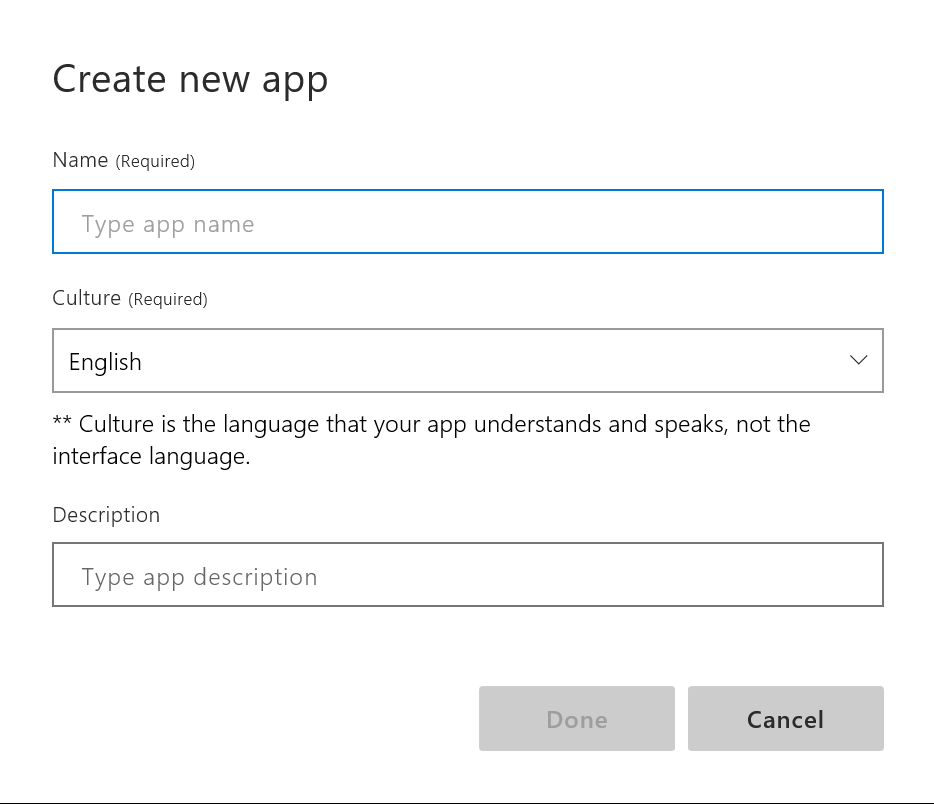 Create new app
Name (Required)
Type app name
Culture (Required)
English
** Culture is the language that your app understands and speaks, not the
interface language.
Description
Type app description
Done
Cancel